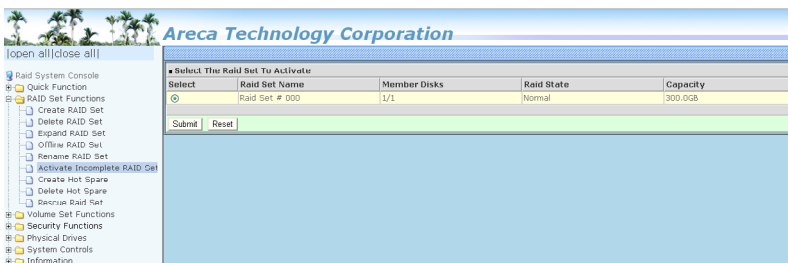 Areca Technology Corporation
|open all|close all|
Raid System Console
Quick Function
RAID Set Functions
Create RAID Set
Delete RAID Set
Expand RAID Set
Offline RAID Set
Rename RAID Set
Activate Incomplete RAID Set
Create Hot Spare
Delete Hot Spare
Rescue Raid Set
Volume Set Functions
Security Functions
Physical Drives
System Controls
Information
Select The Raid Set To Activate
Select Raid Set Name Member Disks Raid State Capacity
Raid Set # 000 1/1 Normal 300.0GB
Submit Reset